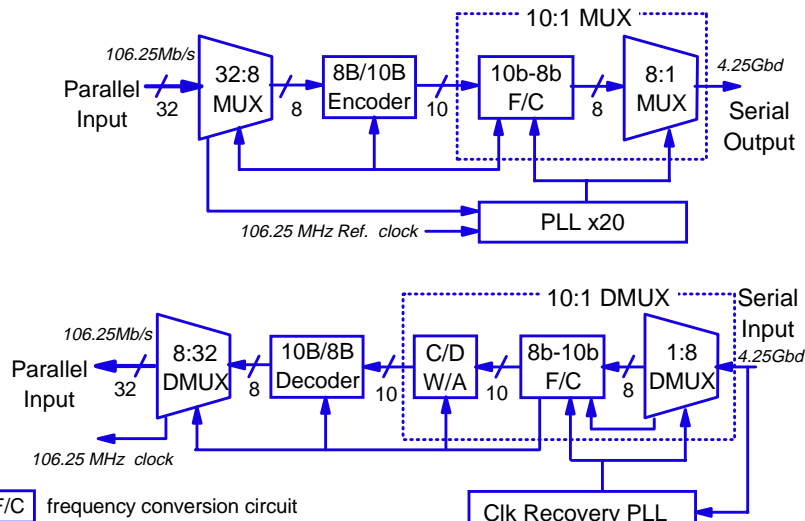 10:1 MUX
106.25Mb/s
Parallel
Input
32
32:8
MUX
8
8B/10B
Encoder
10
10b-8b
F/C
8
8:1
MUX
4.25Gbd
Serial
Output
PLL x20
106.25 MHz Ref. clock
10:1 DMUX
Serial
Input
4.25Gbd
106.25Mb/s
Parallel
Input
32
8:32
DMUX
8
10B/8B
Decoder
10
C/D
W/A
10
8b-10b
F/C
8
1:8
DMUX
106.25 MHz clock
F/C frequency conversion circuit
Clk Recovery PLL